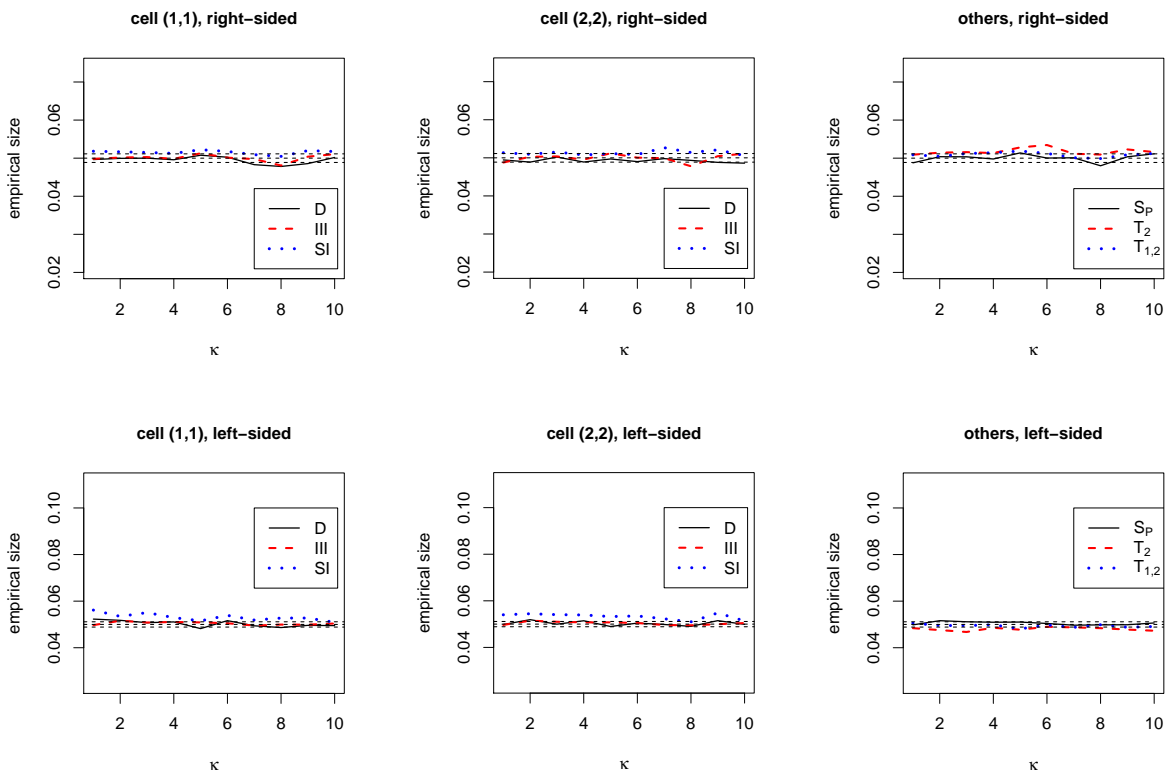 cell (1,1), right−sided
empirical size
0.02
0.04
0.06
2
4
6
8
10
κ
D
III
SI
cell (2,2), right−sided
empirical size
0.02
0.04
0.06
2
4
6
8
10
κ
D
III
SI
others, right−sided
empirical size
0.02
0.04
0.06
2
4
6
8
10
κ
SP
T2
T1,2
cell (1,1), left−sided
empirical size
0.04
0.06
0.08
0.10
2
4
6
8
10
κ
D
III
SI
cell (2,2), left−sided
empirical size
0.04
0.06
0.08
0.10
2
4
6
8
10
κ
D
III
SI
others, left−sided
empirical size
0.04
0.06
0.08
0.10
2
4
6
8
10
κ
SP
T2
T1,2